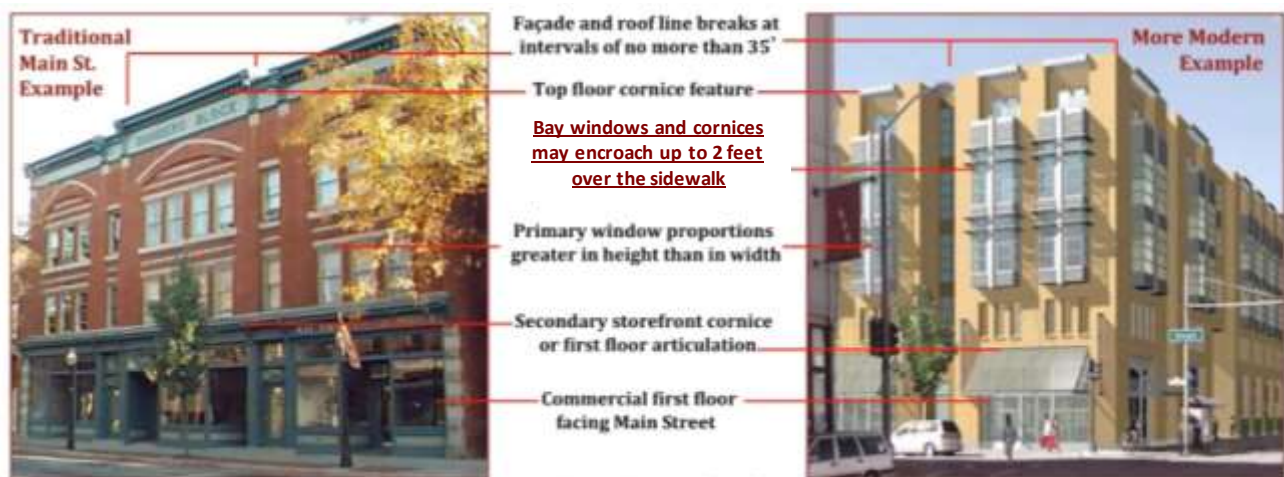 Traditional
Main St.
Example
Façade and roof line breaks at
intervals of no more than 35'
Top floor cornice feature
Bay windows and cornices
may encroach up to 2 feet
over the sidewalk
Primary window proportions
greater in height than in width
Secondary storefront cornice
or first floor articulation
Commercial first floor
facing Main Street
More Modern
Example
BLOCK